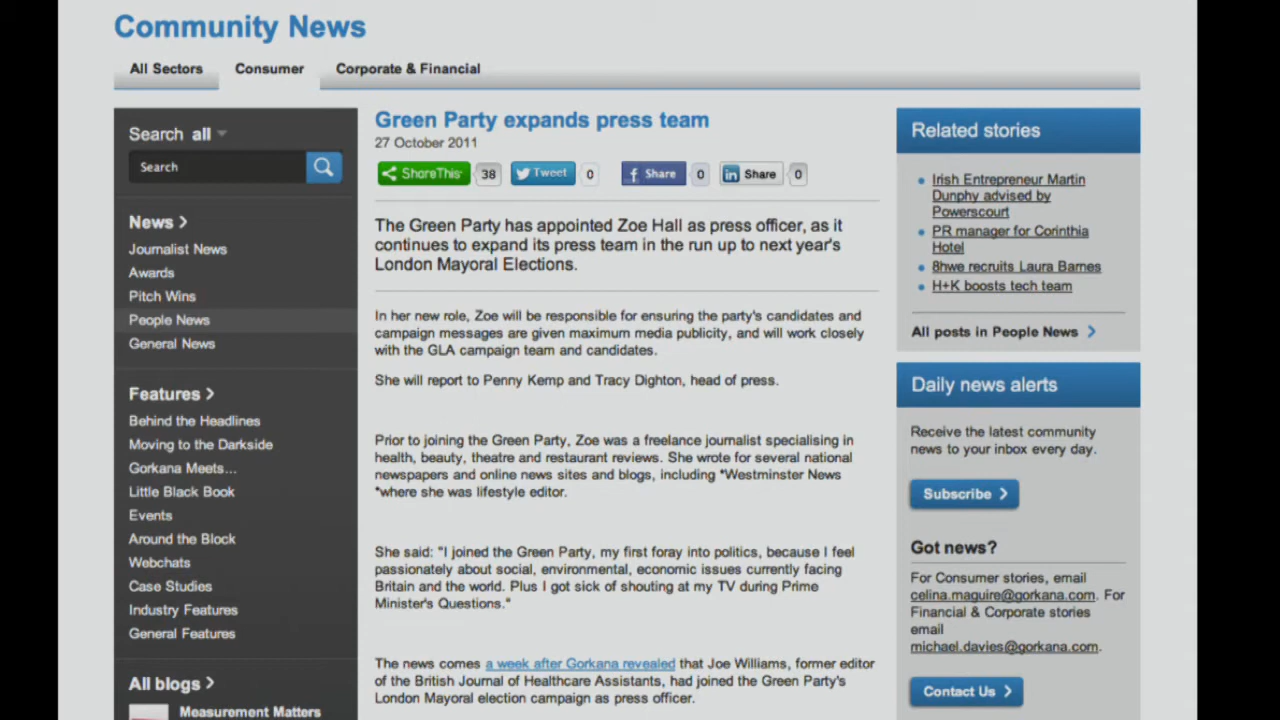 Community News
All Sectors
Consumer
Corporate & Financial
Search all
Search
News
Journalist News
Awards
Pitch Wins
People News
General News
Features
Behind the Headlines
Moving to the Darkside
Gorkana Meets...
Little Black Book
Events
Around the Block
Webchats
Case Studies
Industry Features
General Features
All blogs
Measurement Matters
Green Party expands press team
27 October 2011
ShareThis 38 Tweet 0 Share 0 Share 0
The Green Party has appointed Zoe Hall as press officer, as it
continues to expand its press team in the run up to next year's
London Mayoral Elections.
In her new role, Zoe will be responsible for ensuring the party's candidates and
campaign messages are given maximum media publicity, and will work closely
with the GLA campaign team and candidates.
She will report to Penny Kemp and Tracy Dighton, head of press.
Prior to joining the Green Party, Zoe was a freelance journalist specialising in
health, beauty, theatre and restaurant reviews. She wrote for several national
newspapers and online news sites and blogs, including *Westminster News
*where she was lifestyle editor.
She said: "I joined the Green Party, my first foray into politics, because I feel
passionately about social, environmental, economic issues currently facing
Britain and the world. Plus I got sick of shouting at my TV during Prime
Minister's Questions."
The news comes a week after Gorkana revealed that Joe Williams, former editor
of the British Journal of Healthcare Assistants, had joined the Green Party's
London Mayoral election campaign as press officer.
Related stories
Irish Entrepreneur Martin
Dunphy advised by
Powerscourt
PR manager for Corinthia
Hotel
8hwe recruits Laura Barnes
H+K boosts tech team
All posts in People News
Daily news alerts
Receive the latest community
news to your inbox every day.
Subscribe
Got news?
For Consumer stories, email
celina.maguire@gorkana.com. For
Financial & Corporate stories
email
michael.davies@gorkana.com.
Contact Us